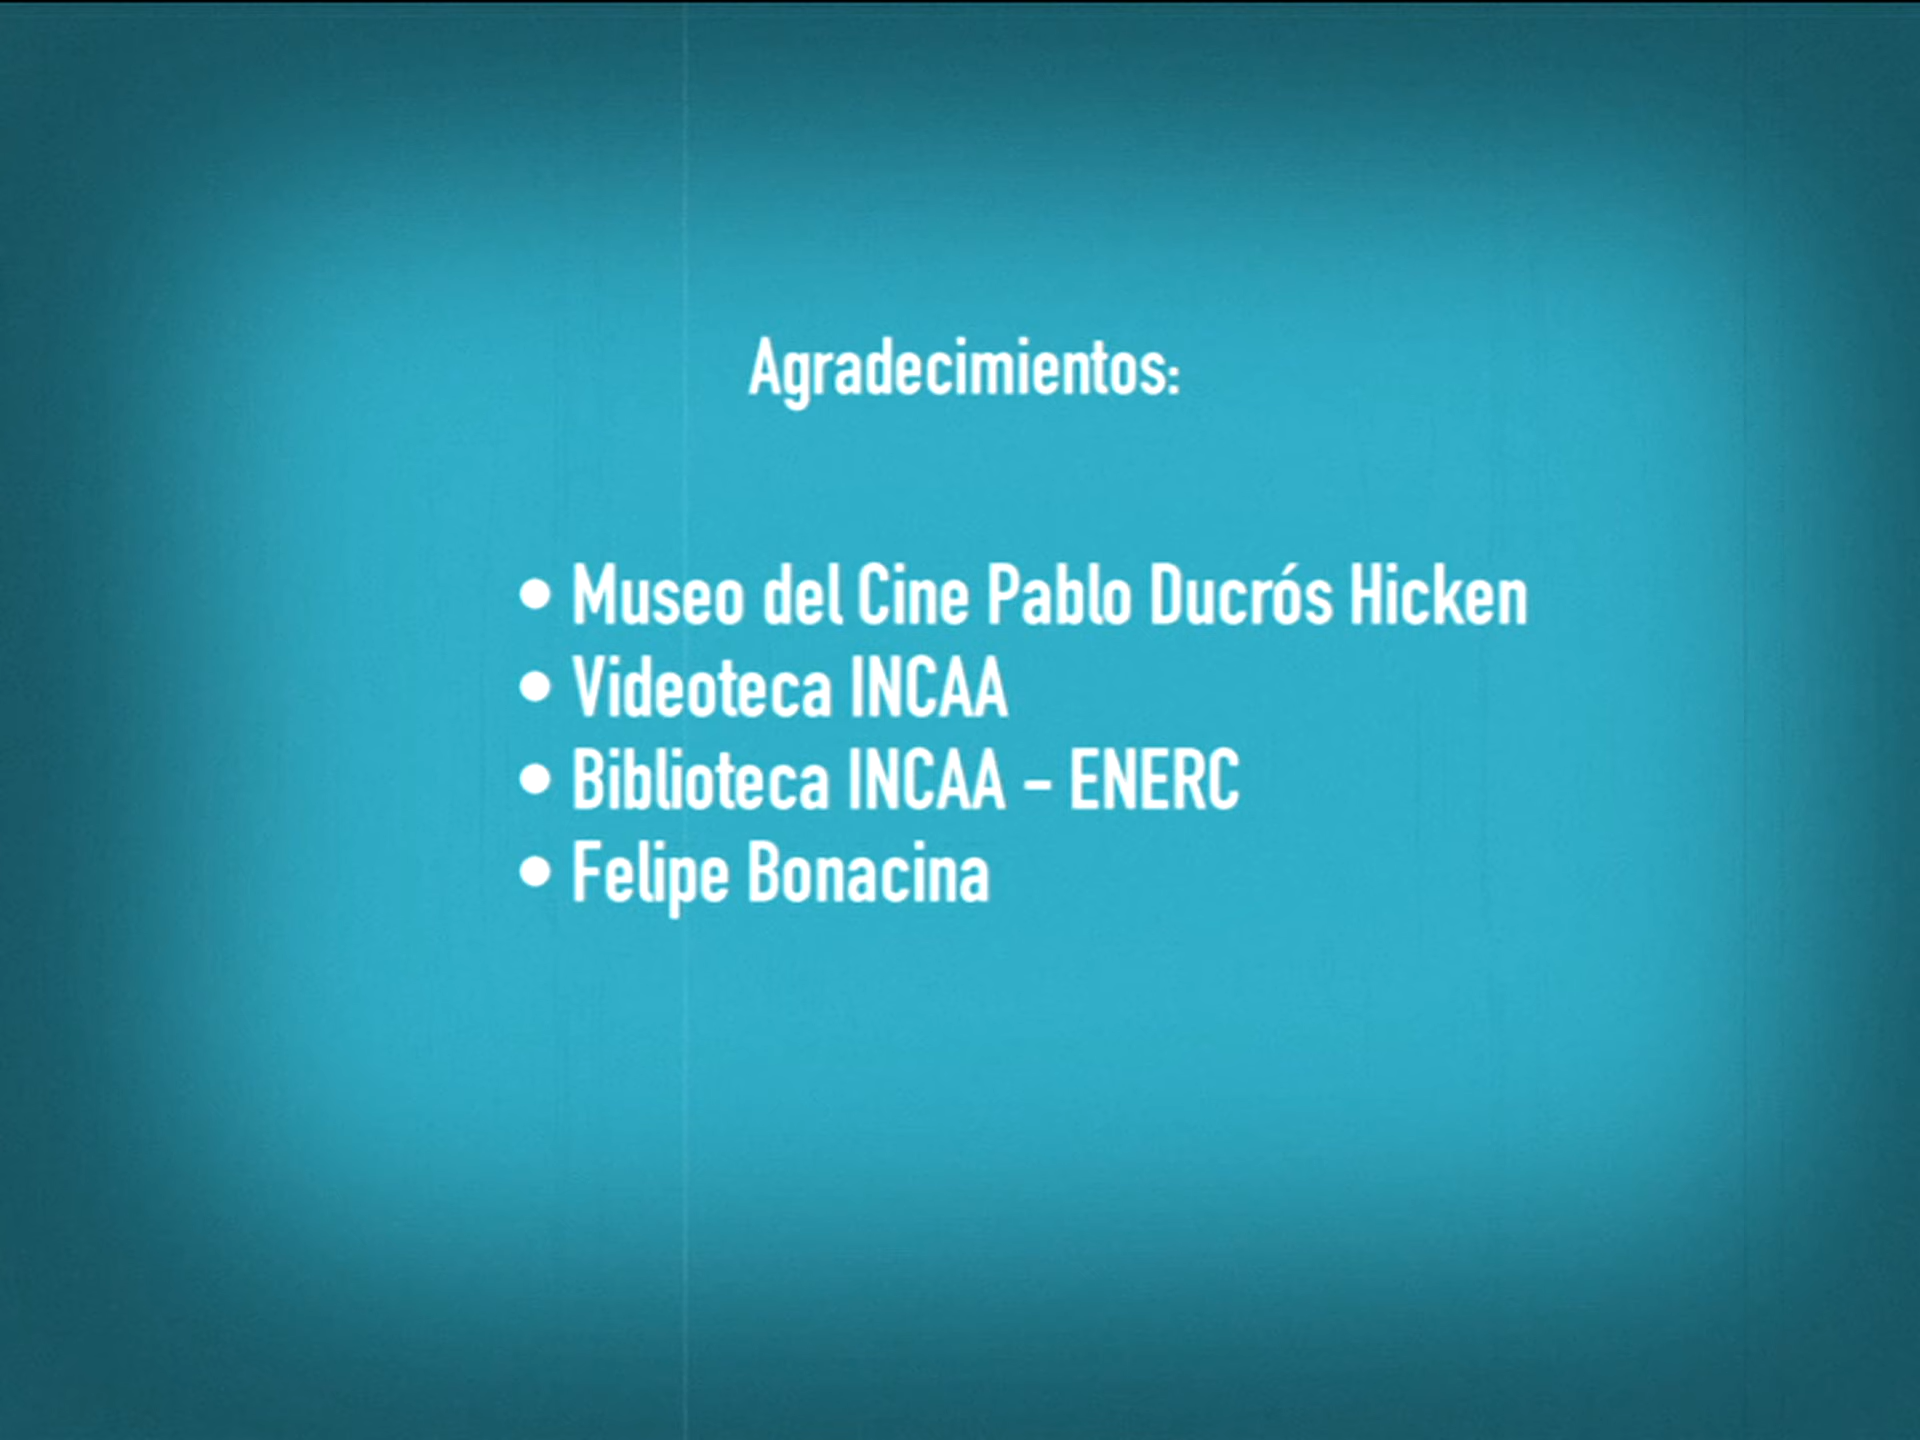 Agradecimientos:
• Museo del Cine Pablo Ducrós Hicken
• Videoteca INCAA
• Biblioteca INCAA - ENERC
• Felipe Bonacina